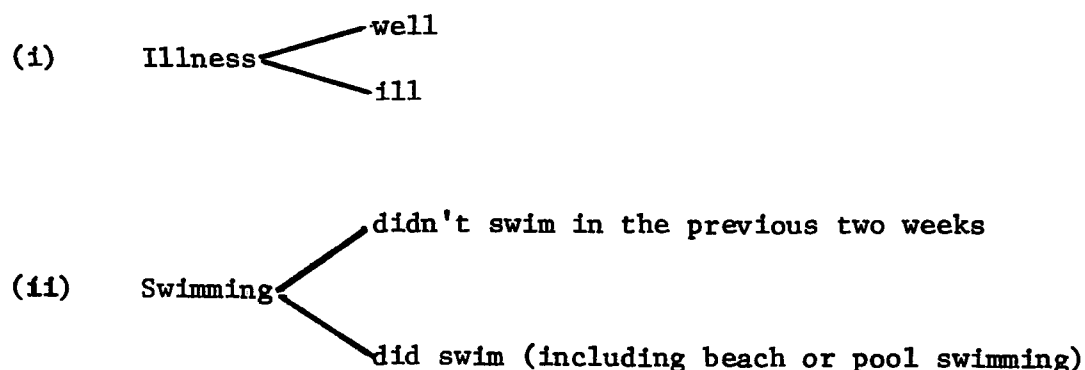 well
(i) Illness
ill
didn't swim in the previous two weeks
(ii) Swimming
did swim (including beach or pool swimming)